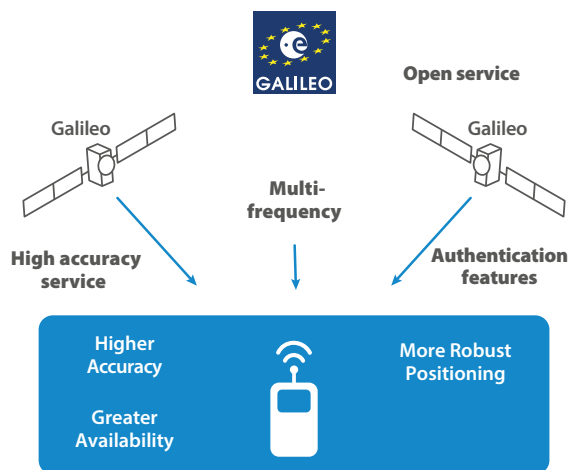 GALILEO
Open service
Galileo
Galileo
Multi-
frequency
High accuracy
service
Authentication
features
Higher
Accuracy
More Robust
Positioning
Greater
Availability